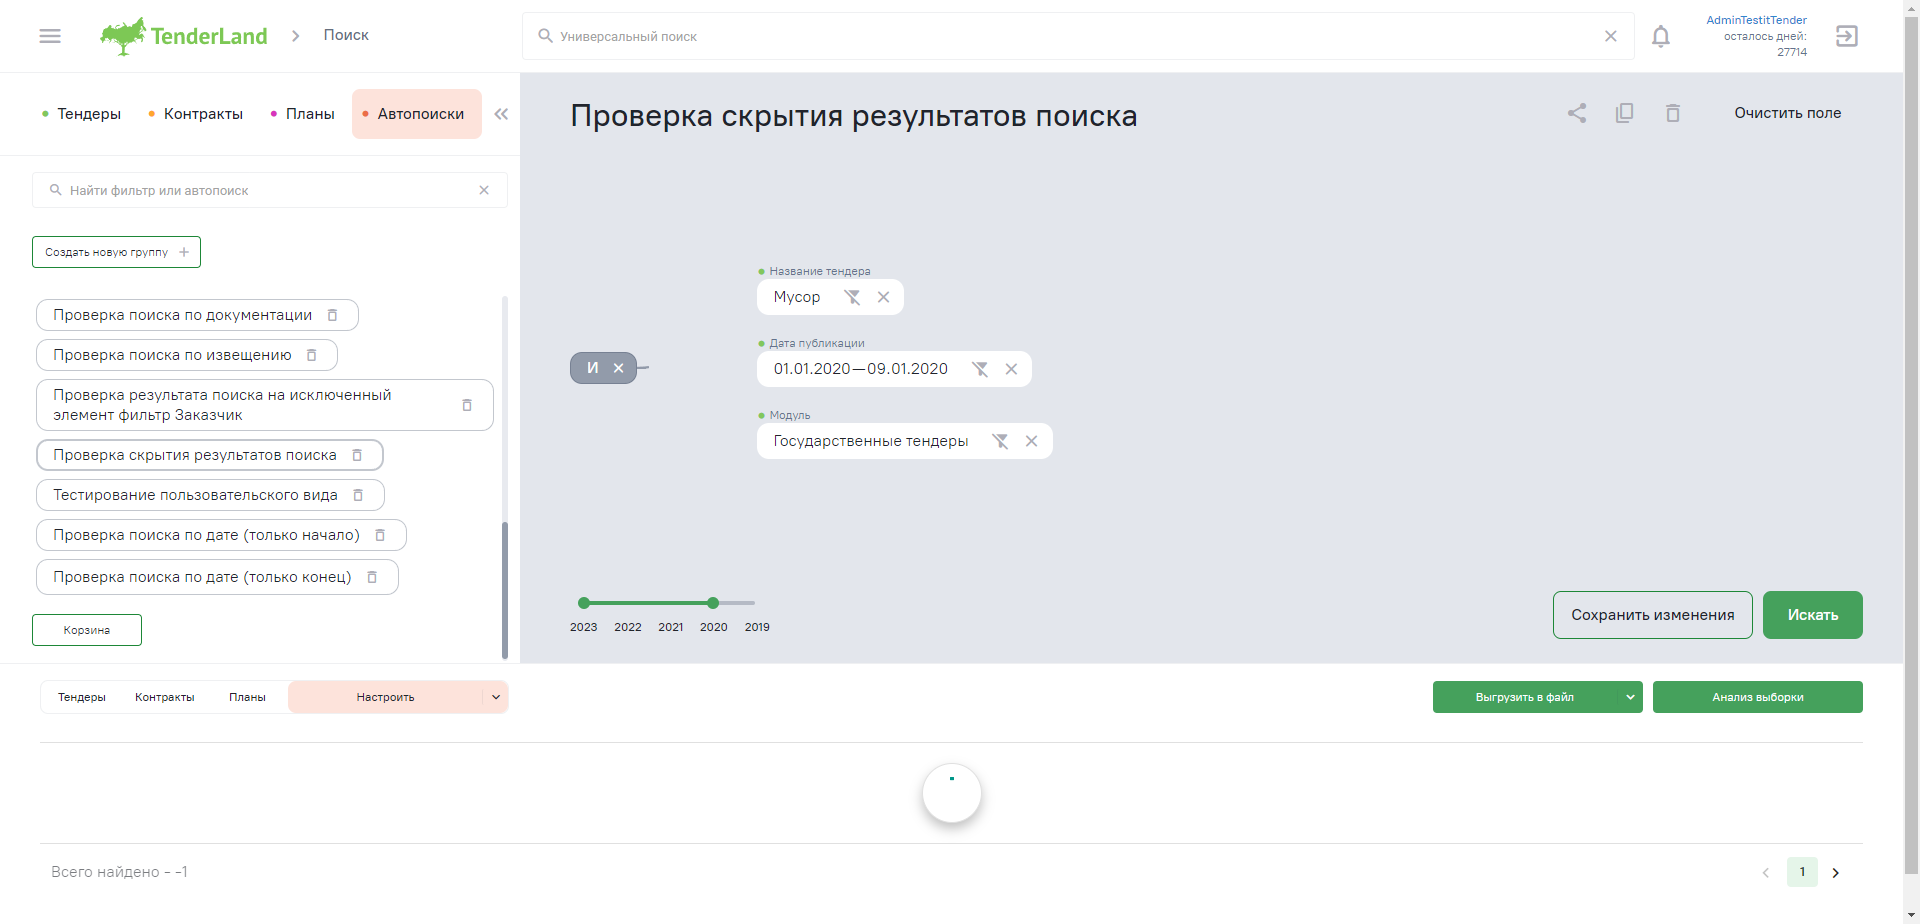 TenderLand
Поиск
Универсальный поиск
AdminTestitTender
осталось дней:
27714
Тендеры
Контракты
Планы
Автопоиски
Найти фильтр или автопоиск
Создать новую группу
Проверка поиска по документации
Проверка поиска по извещению
Проверка результата поиска на исключенный
элемент фильтр Заказчик
Проверка скрытия результатов поиска
Тестирование пользовательского вида
Проверка поиска по дате (только начало)
Проверка поиска по дате (только конец)
Корзина
Проверка скрытия результатов поиска
Очистить поле
Название тендера
Мусор
Дата публикации
И
01.01.2020—09.01.2020
Модуль
Государственные тендеры
2023 2022 2021 2020 2019
Сохранить изменения
Искать
Тендеры Контракты Планы Настроить
Выгрузить в файл
Анализ выборки
Всего найдено - -1
1